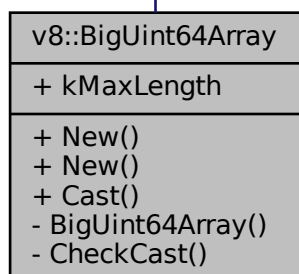 v8::BigUint64Array
+ kMaxLength
+ New()
+ New()
+ Cast()
- BigUint64Array()
- CheckCast()